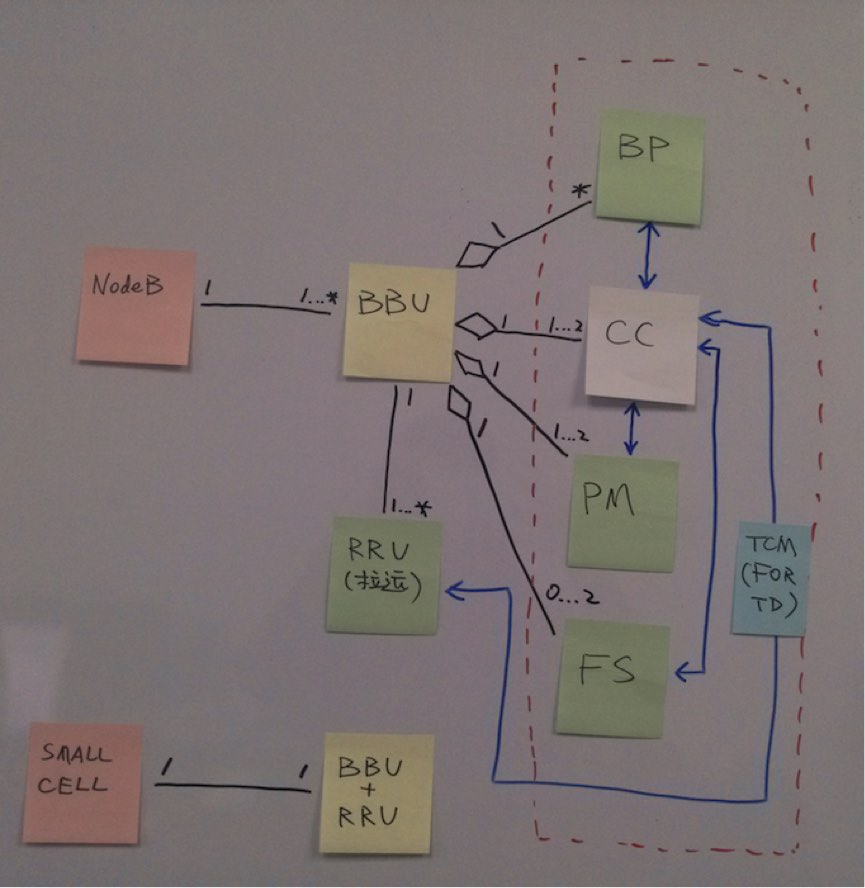 BP
*
1
NodeB
1
1...*
BBU
1
1...2
CC
1
1...2
1
1
PM
1...*
RRU
(拉远)
TCM
(FOR
TD)
0...2
FS
SMALL
CELL
1
1
BBU
+
RRU